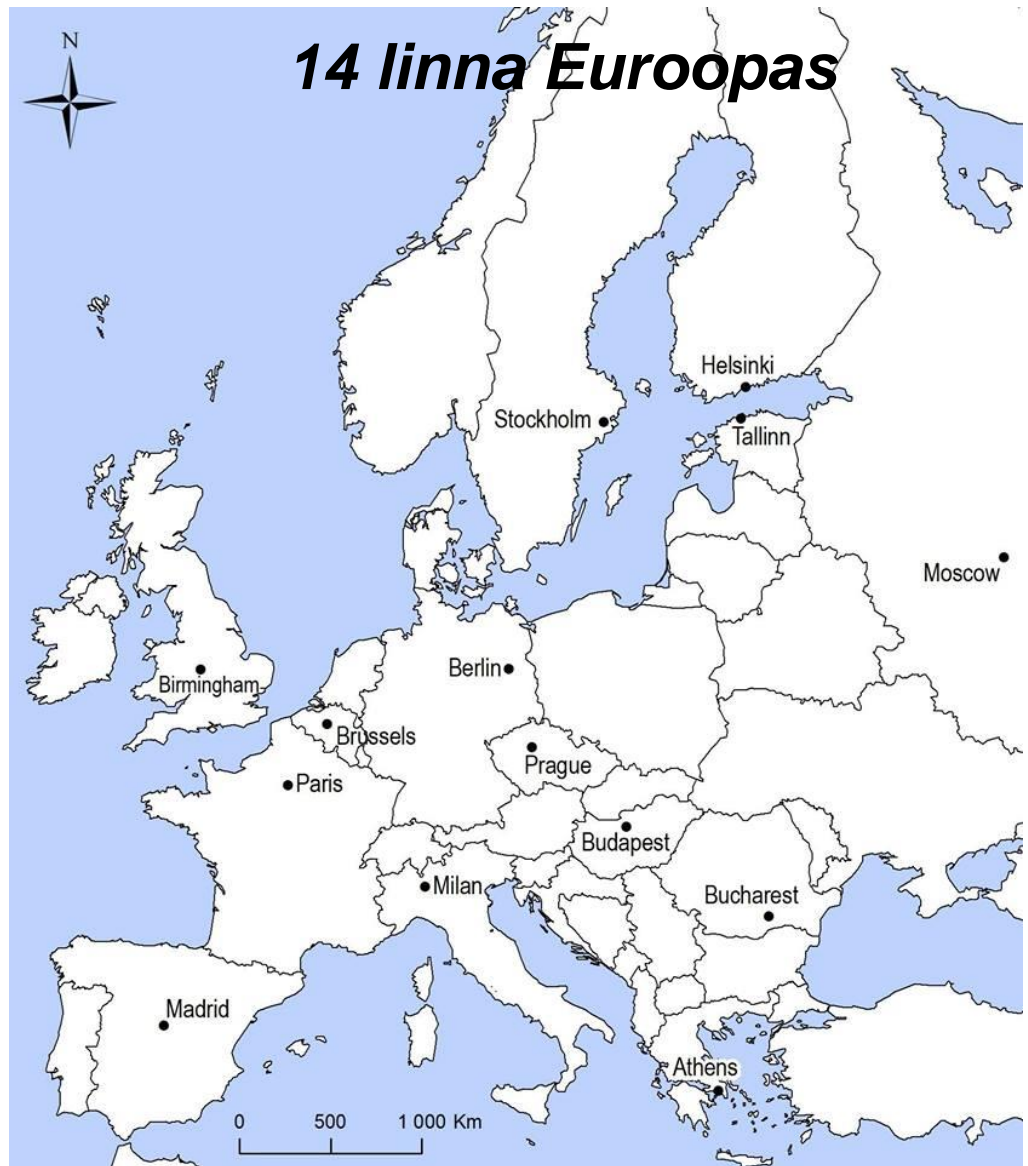 N
14 linna Euroopas
Helsinki
Stockholm
Tallinn
Moscow
Berlin
Birmingham
Brussels
Prague
Paris
Budapest
Milan
Bucharest
Madrid
Athens
0 500 1 000 Km